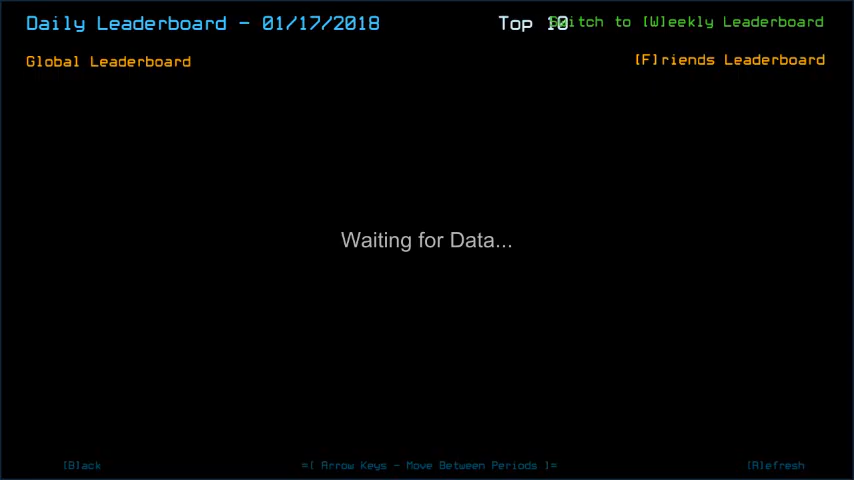 Daily Leaderboard - 01/17/2018
Top 10
Switch to [W]eekly Leaderboard
Global Leaderboard
[F]riends Leaderboard
Waiting for Data...
[B]ack
=[ Arrow Keys - Move Between Periods ]=
[R]efresh